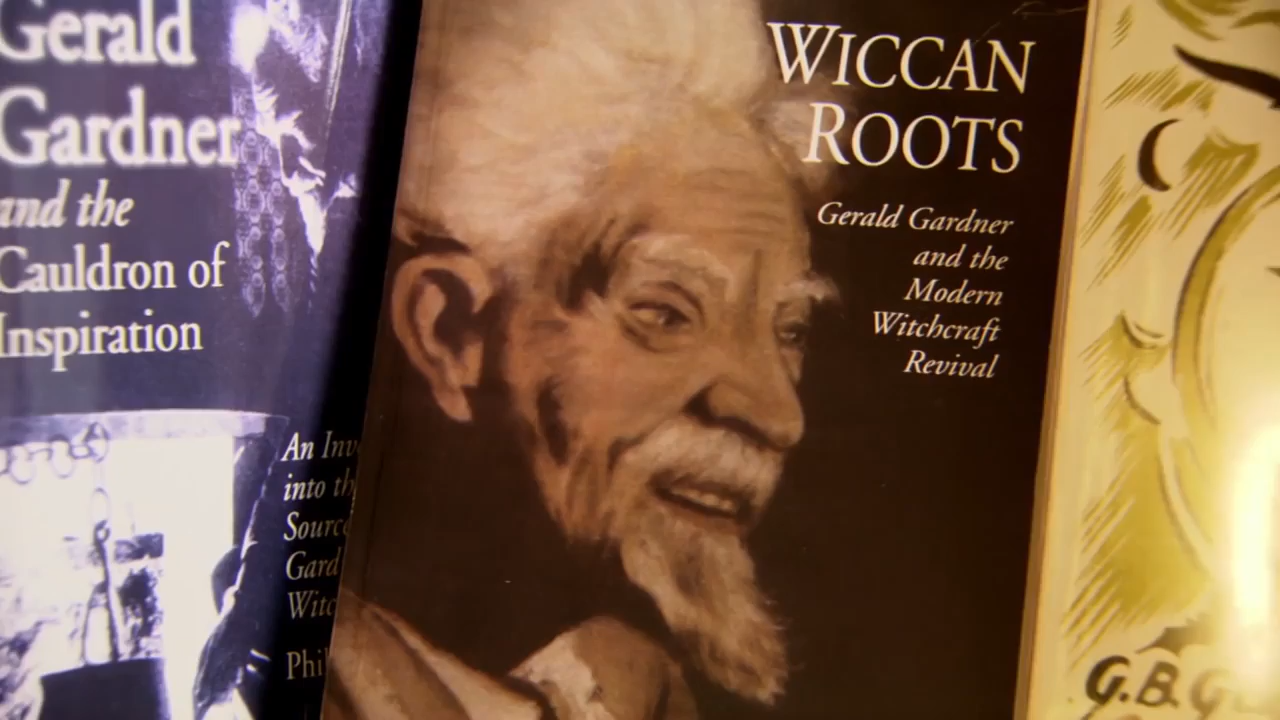 Gerald
Gardner
and the
Cauldron of
Inspiration
An Inv
into th
Source
Gard
Witc
Phil
WICCAN
ROOTS
Gerald Gardner
and the
Modern
Witchcraft
Revival
G.B.G